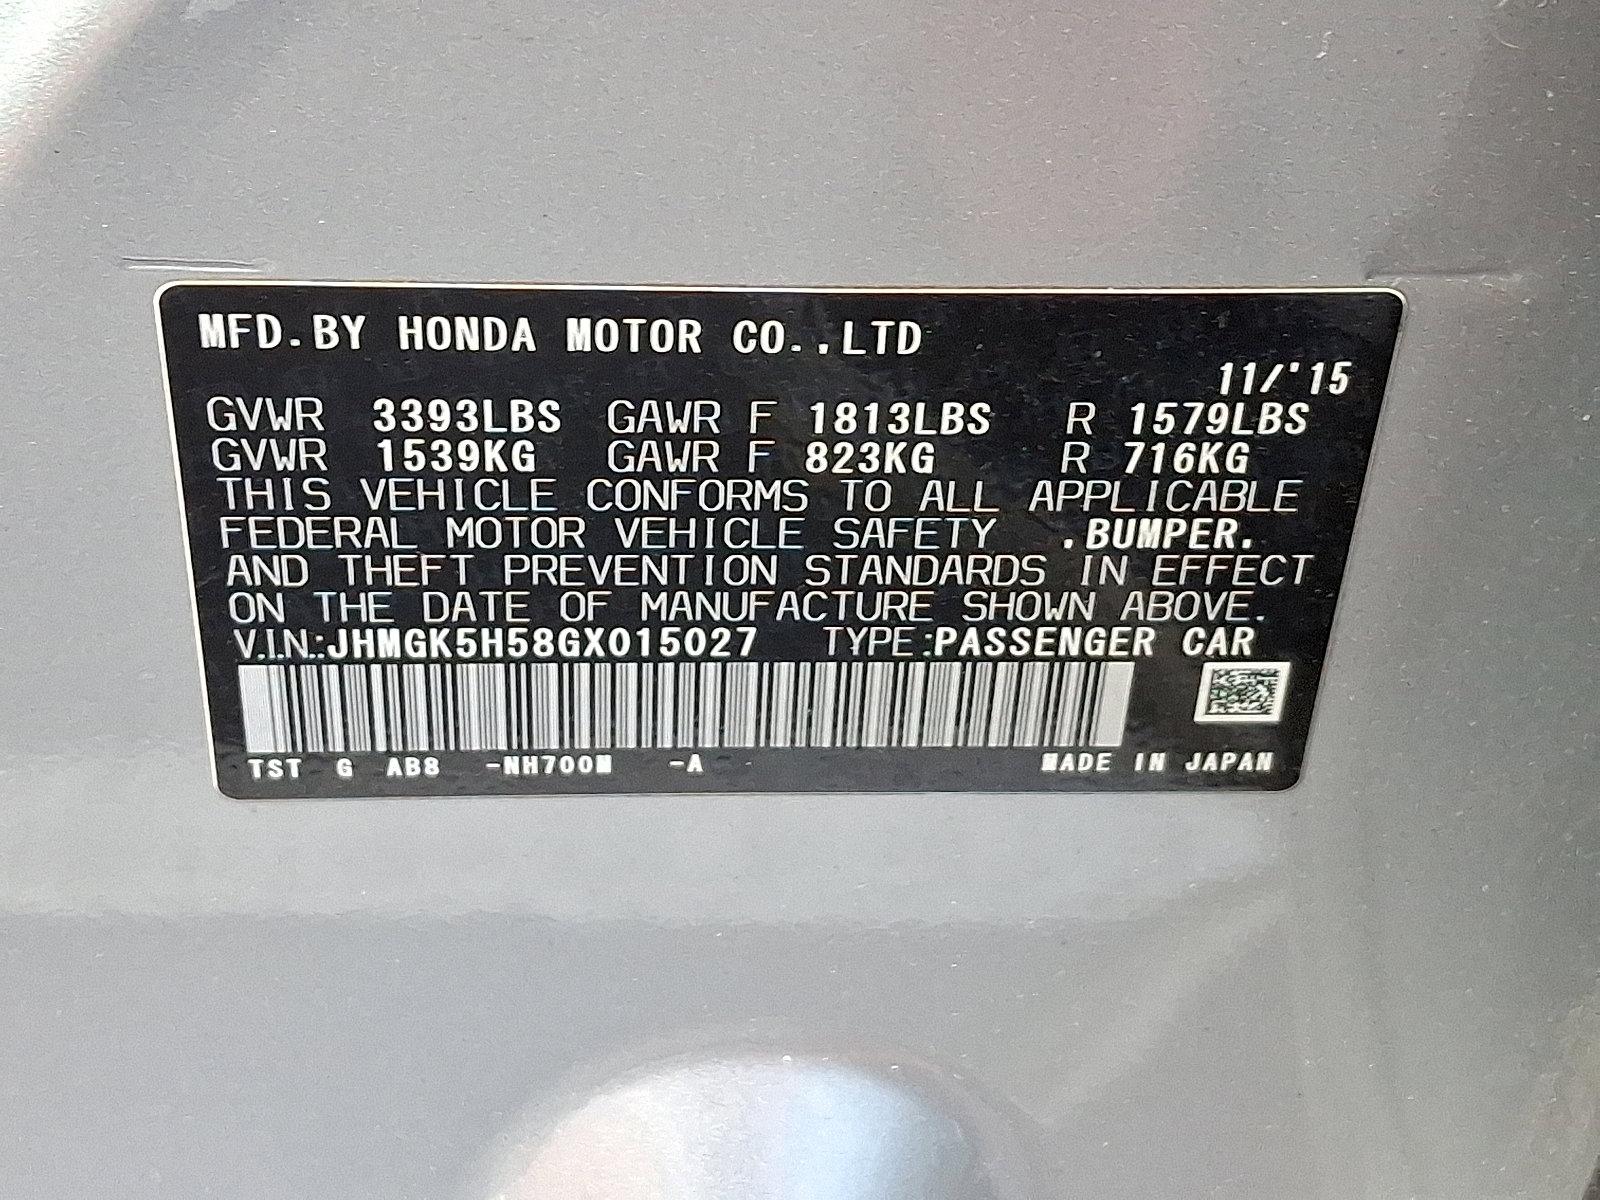 MFD.BY HONDA MOTOR CO.,LTD
11/'15
GVWR 3393LBS GAWR F 1813LBS R 1579LBS
GVWR 1539KG GAWR F 823KG R 716KG
THIS VEHICLE CONFORMS TO ALL APPLICABLE
FEDERAL MOTOR VEHICLE SAFETY .BUMPER.
AND THEFT PREVENTION STANDARDS IN EFFECT
ON THE DATE OF MANUFACTURE SHOWN ABOVE.
V.I.N.:JHMGK5H58GX015027 TYPE:PASSENGER CAR
TST G AB8 -NH700M -A MADE IN JAPAN